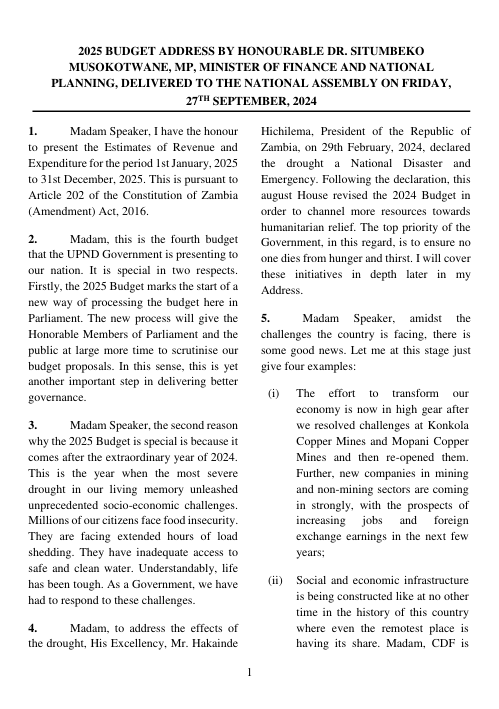 2025 BUDGET ADDRESS BY HONOURABLE DR. SITUMBEKO
MUSOKOTWANE, MP, MINISTER OF FINANCE AND NATIONAL
PLANNING, DELIVERED TO THE NATIONAL ASSEMBLY ON FRIDAY,
27TH SEPTEMBER, 2024
1. Madam Speaker, I have the honour
to present the Estimates of Revenue and
Expenditure for the period 1st January, 2025
to 31st December, 2025. This is pursuant to
Article 202 of the Constitution of Zambia
(Amendment) Act, 2016.
2. Madam, this is the fourth budget
that the UPND Government is presenting to
our nation. It is special in two respects.
Firstly, the 2025 Budget marks the start of a
new way of processing the budget here in
Parliament. The new process will give the
Honorable Members of Parliament and the
public at large more time to scrutinise our
budget proposals. In this sense, this is yet
another important step in delivering better
governance.
3. Madam Speaker, the second reason
why the 2025 Budget is special is because it
comes after the extraordinary year of 2024.
This is the year when the most severe
drought in our living memory unleashed
unprecedented socio-economic challenges.
Millions of our citizens face food insecurity.
They are facing extended hours of load
shedding. They have inadequate access to
safe and clean water. Understandably, life
has been tough. As a Government, we have
had to respond to these challenges.
4. Madam, to address the effects of
the drought, His Excellency, Mr. Hakainde
Hichilema, President of the Republic of
Zambia, on 29th February, 2024, declared
the drought a National Disaster and
Emergency. Following the declaration, this
august House revised the 2024 Budget in
order to channel more resources towards
humanitarian relief. The top priority of the
Government, in this regard, is to ensure no
one dies from hunger and thirst. I will cover
these initiatives in depth later in my
Address.
5. Madam Speaker, amidst the
challenges the country is facing, there is
some good news. Let me at this stage just
give four examples:
(i) The effort to transform our
economy is now in high gear after
we resolved challenges at Konkola
Copper Mines and Mopani Copper
Mines and then re-opened them.
Further, new companies in mining
and non-mining sectors are coming
in strongly, with the prospects of
increasing jobs and foreign
exchange earnings in the next few
years;
(ii) Social and economic infrastructure
is being constructed like at no other
time in the history of this country
where even the remotest place is
having its share. Madam, CDF is
1